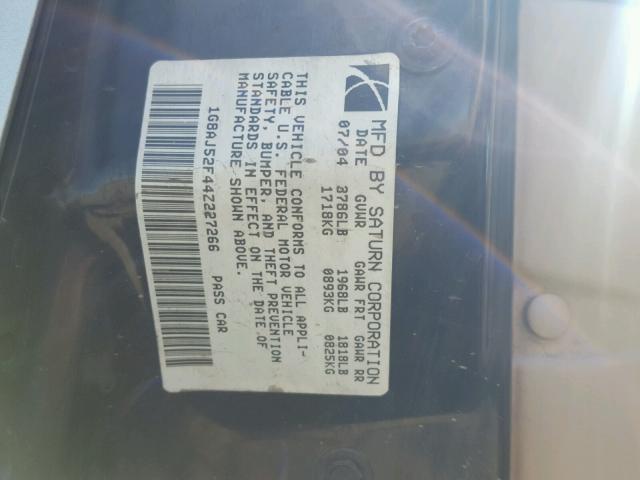 MFD BY SATURN CORPORATION
DATE GVWR GAWR FRT GAWR RR
07/04 3786LB 1968LB 1818LB
1718KG 0893KG 0825KG
THIS VEHICLE CONFORMS TO ALL APPLI-
CABLE U.S. FEDERAL MOTOR VEHICLE
SAFETY, BUMPER, AND THEFT PREVENTION
STANDARDS IN EFFECT ON THE DATE OF
MANUFACTURE SHOWN ABOVE.
1G8AJ52F44Z227266 PASS CAR